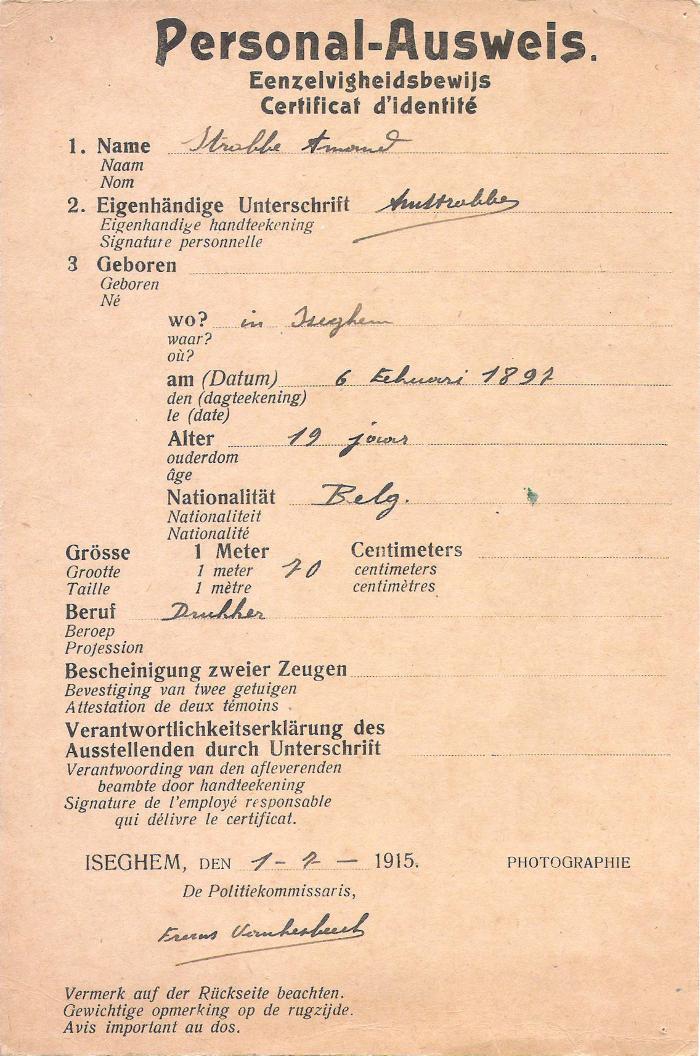 Personal-Ausweis.
Eenzelvigheidsbewijs
Certificat d'identité
1. Name Strobbe Amand
Naam
Nom
2. Eigenhändige Unterschrift AmStrobbe
Eigenhandige handteekening
Signature personnelle
3 Geboren
Geboren
Né
wo? in Iseghem
waar?
où?
am (Datum) 6 Februari 1897
den (dagteekening)
le (date)
Alter 19 jaar
ouderdom
âge
Nationalität Belg.
Nationaliteit
Nationalité
Grösse 1 Meter 70 Centimeters
Grootte 1 meter centimeters
Taille 1 mètre centimètres
Beruf Drukker
Beroep
Profession
Bescheinigung zweier Zeugen
Bevestiging van twee getuigen
Attestation de deux témoins
Verantwortlichkeitserklärung des
Ausstellenden durch Unterschrift
Verantwoording van den afleverenden
beambte door handteekening
Signature de l'employé responsable
qui délivre le certificat.
ISEGHEM, DEN 1-7- 1915. PHOTOGRAPHIE
De Politiekommissaris,
Vermerk auf der Rückseite beachten.
Gewichtige opmerking op de rugzijde.
Avis important au dos.